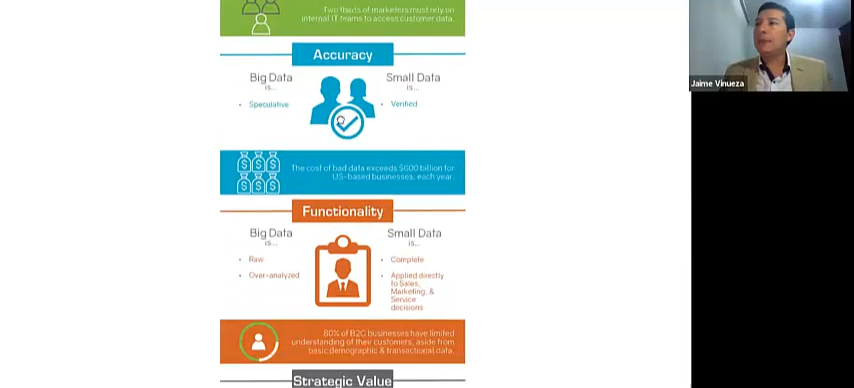 Two thirds of marketers must rely on
internal IT teams to access customer data.
Accuracy
Big Data
is...
• Speculative
Small Data
is...
• Verified
The cost of bad data exceeds $600 billion for
US-based businesses, each year.
Functionality
Big Data
is...
• Raw
• Over-analyzed
Small Data
is...
• Complete
• Applied directly
to Sales,
Marketing, &
Service
decisions
80% of B2C businesses have limited
understanding of their customers, aside from
basic demographic & transactional data.
Strategic Value
Jaime Vinueza